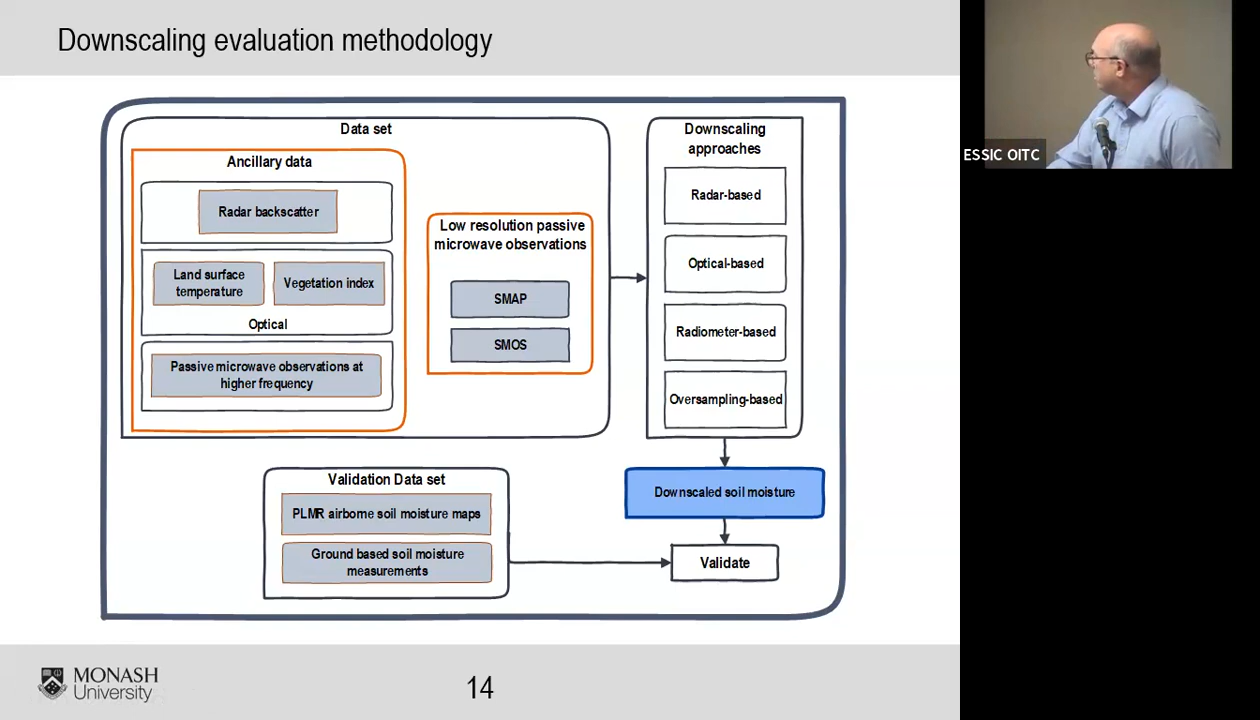 Downscaling evaluation methodology
ESSIC OITC
Data set
Ancillary data
Radar backscatter
Land surface
temperature
Vegetation index
Optical
Passive microwave observations at
higher frequency
Low resolution passive
microwave observations
SMAP
SMOS
Downscaling
approaches
Radar-based
Optical-based
Radiometer-based
Oversampling-based
Downscaled soil moisture
Validate
Validation Data set
PLMR airborne soil moisture maps
Ground based soil moisture
measurements
MONASH
University
14